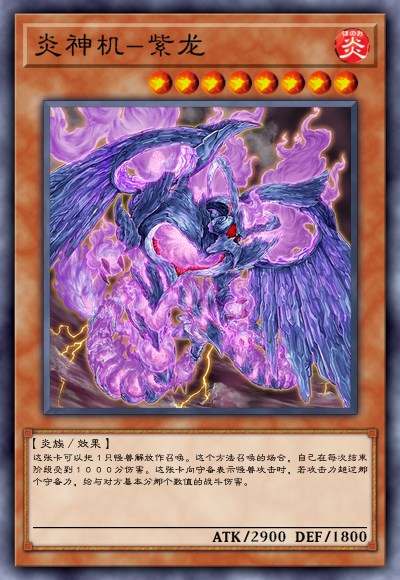 炎神机-紫龙
ほのお
炎
【炎族／效果】
这张卡可以把1只怪兽解放作召唤。这个方法召唤的场合，自己在每次结束
阶段受到1000分伤害。这张卡向守备表示怪兽攻击时，若攻击力超过那
个守备力，给与对方基本分那个数值的战斗伤害。
ATK/2900 DEF/1800